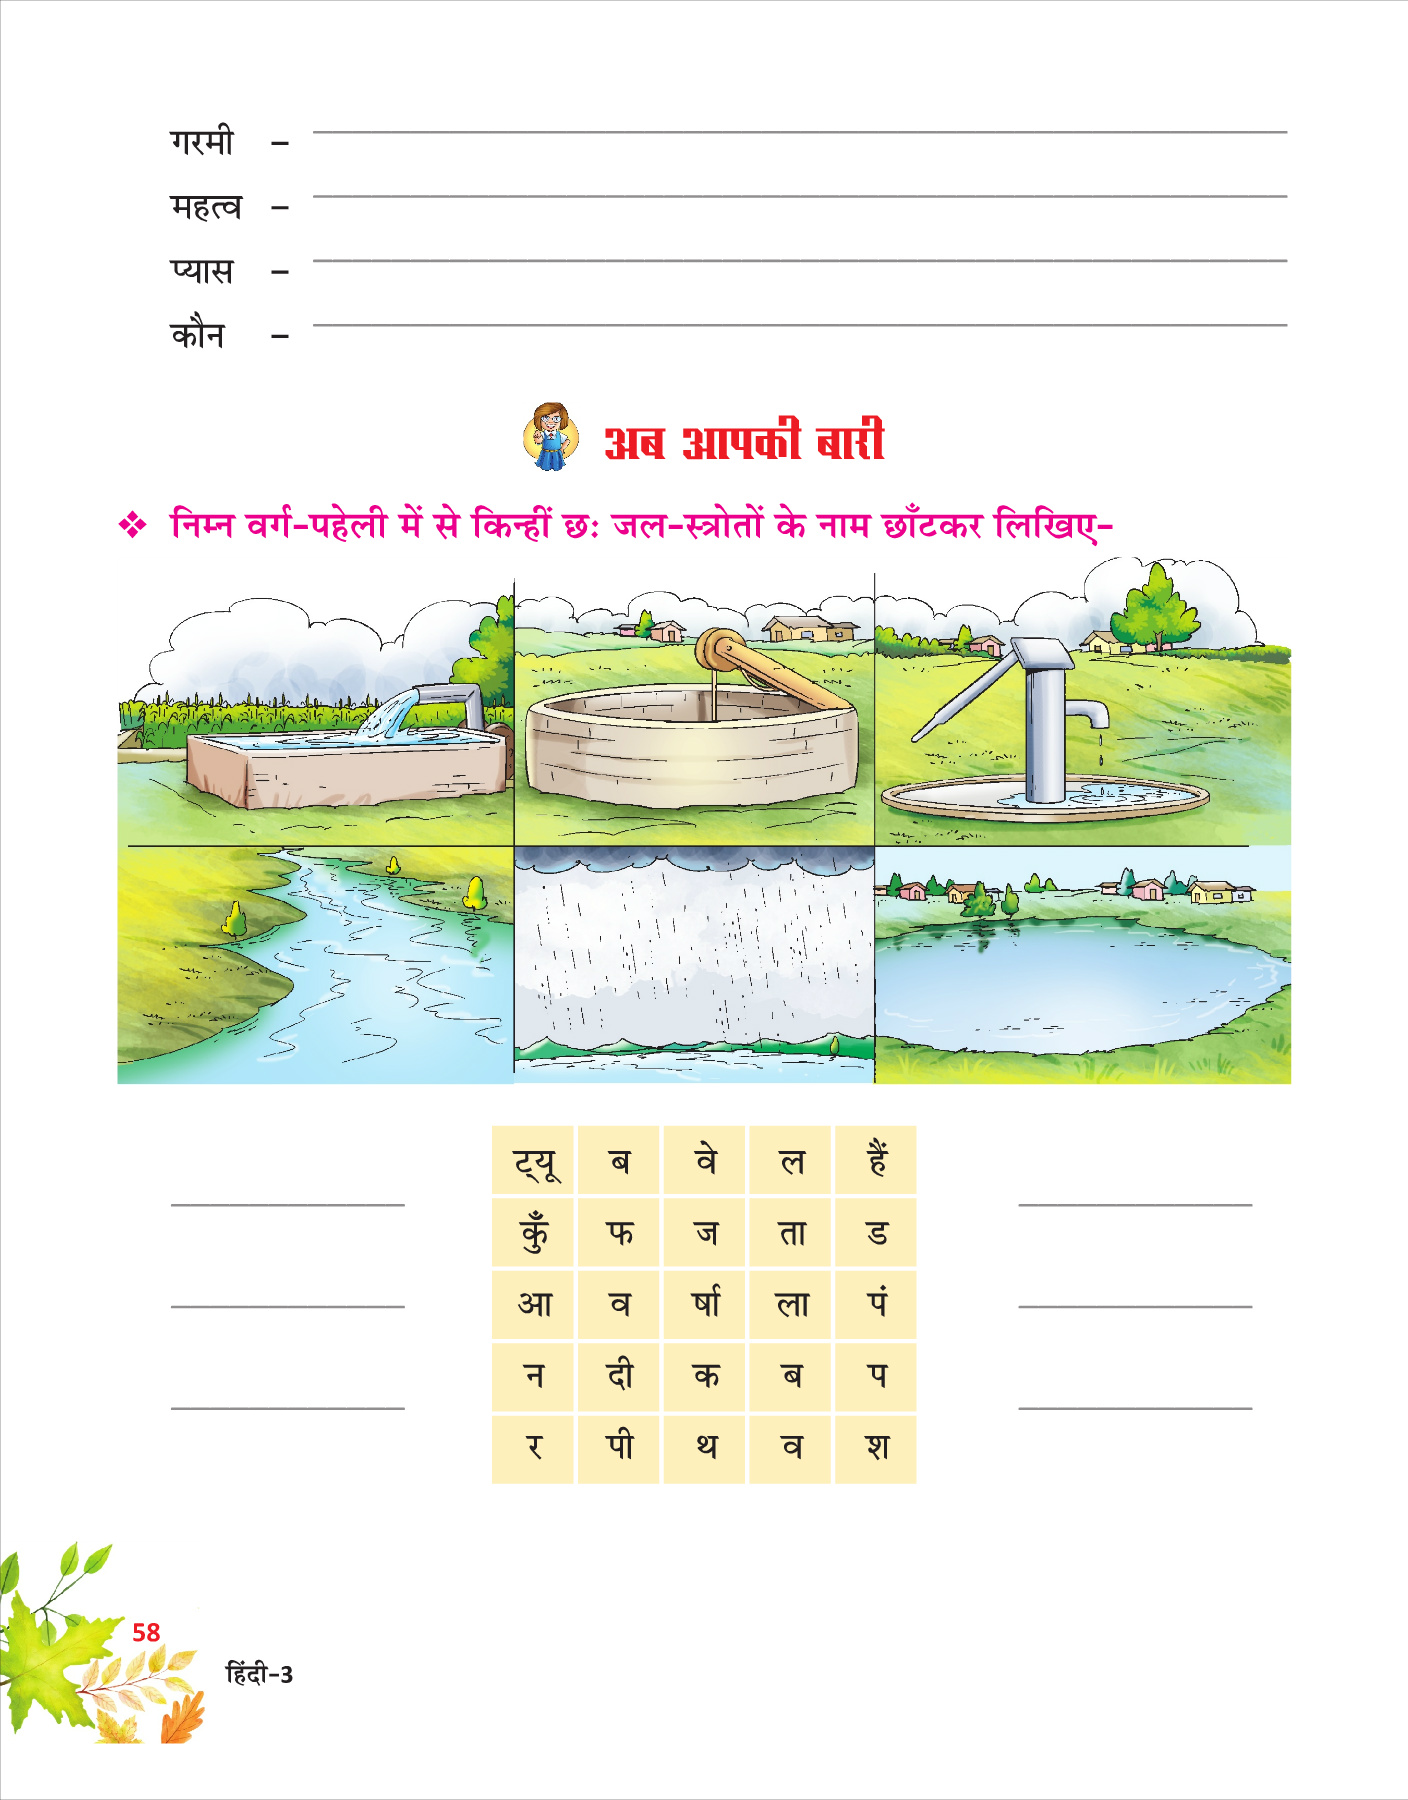 गरमी –
महत्व –
प्यास –
कौन –
अब आपकी बारी
❖ निम्न वर्ग-पहेली में से किन्हीं छः जल-स्त्रोतों के नाम छाँटकर लिखिए-
ट्यू ब वे ल हैं
कुँ फ ज ता ड
आ व र्षा ला पं
न दी क ब प
र पी थ व श
58
हिंदी-3